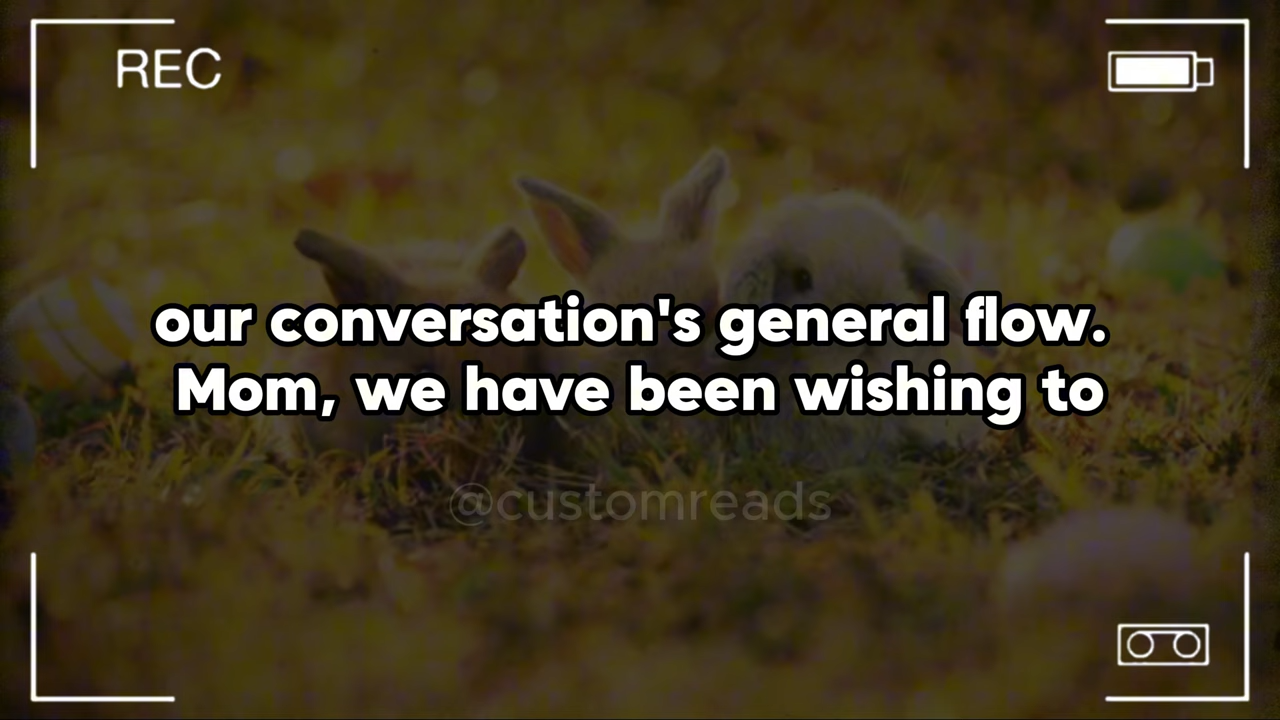 REC
our conversation's general flow.
Mom, we have been wishing to
@customreads